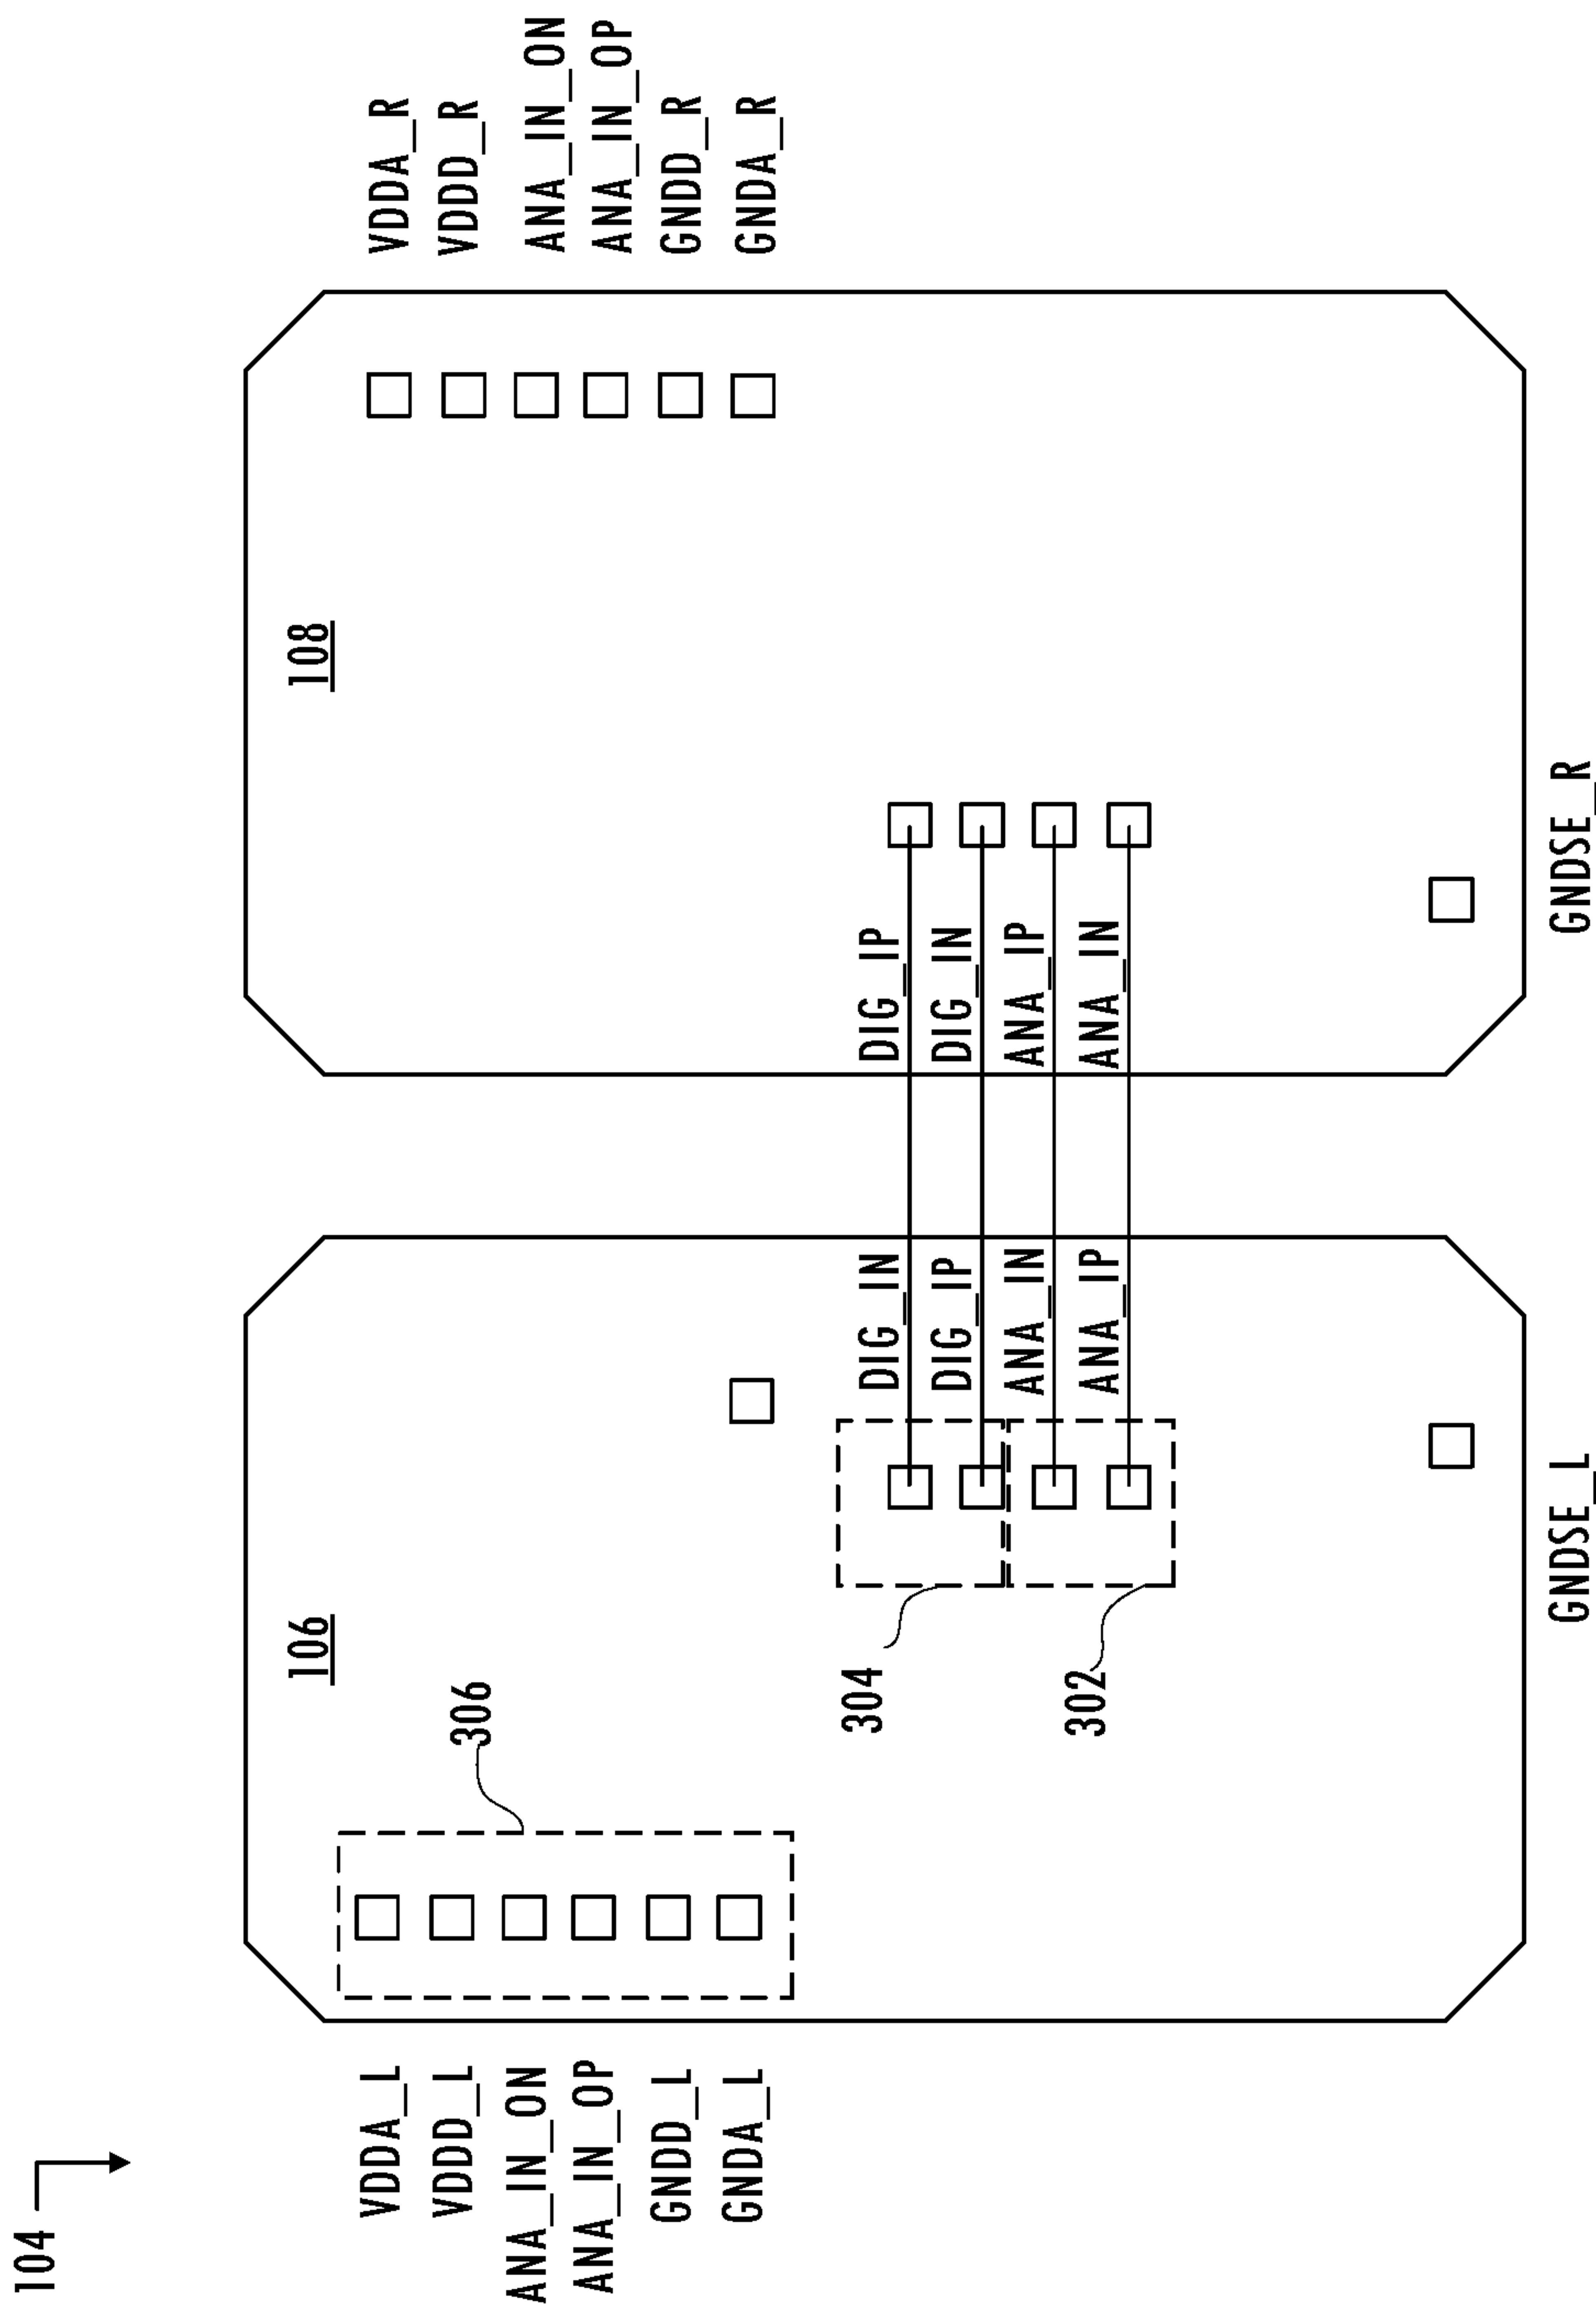 104
106
108
VDDA_L
VDDD_L
ANA_IN_ON
ANA_IN_OP
GNDD_L
GNDA_L
306
VDDA_R
VDDD_R
ANA_IN_ON
ANA_IN_OP
GNDD_R
GNDA_R
304
DIG_IN
DIG_IP
DIG_IP
DIG_IN
302
ANA_IN
ANA_IP
ANA_IP
ANA_IN
GNDSE_L
GNDSE_R